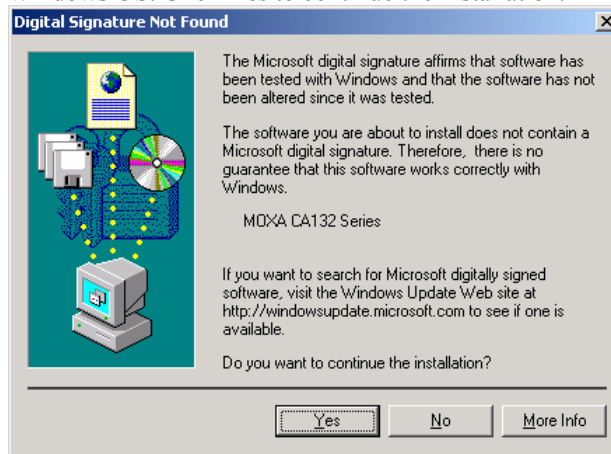 Digital Signature Not Found
The Microsoft digital signature affirms that software has
been tested with Windows and that the software has not
been altered since it was tested.
The software you are about to install does not contain a
Microsoft digital signature. Therefore, there is no
guarantee that this software works correctly with
Windows.
MOXA CA132 Series
If you want to search for Microsoft digitally signed
software, visit the Windows Update Web site at
http://windowsupdate.microsoft.com to see if one is
available.
Do you want to continue the installation?
Yes No More Info